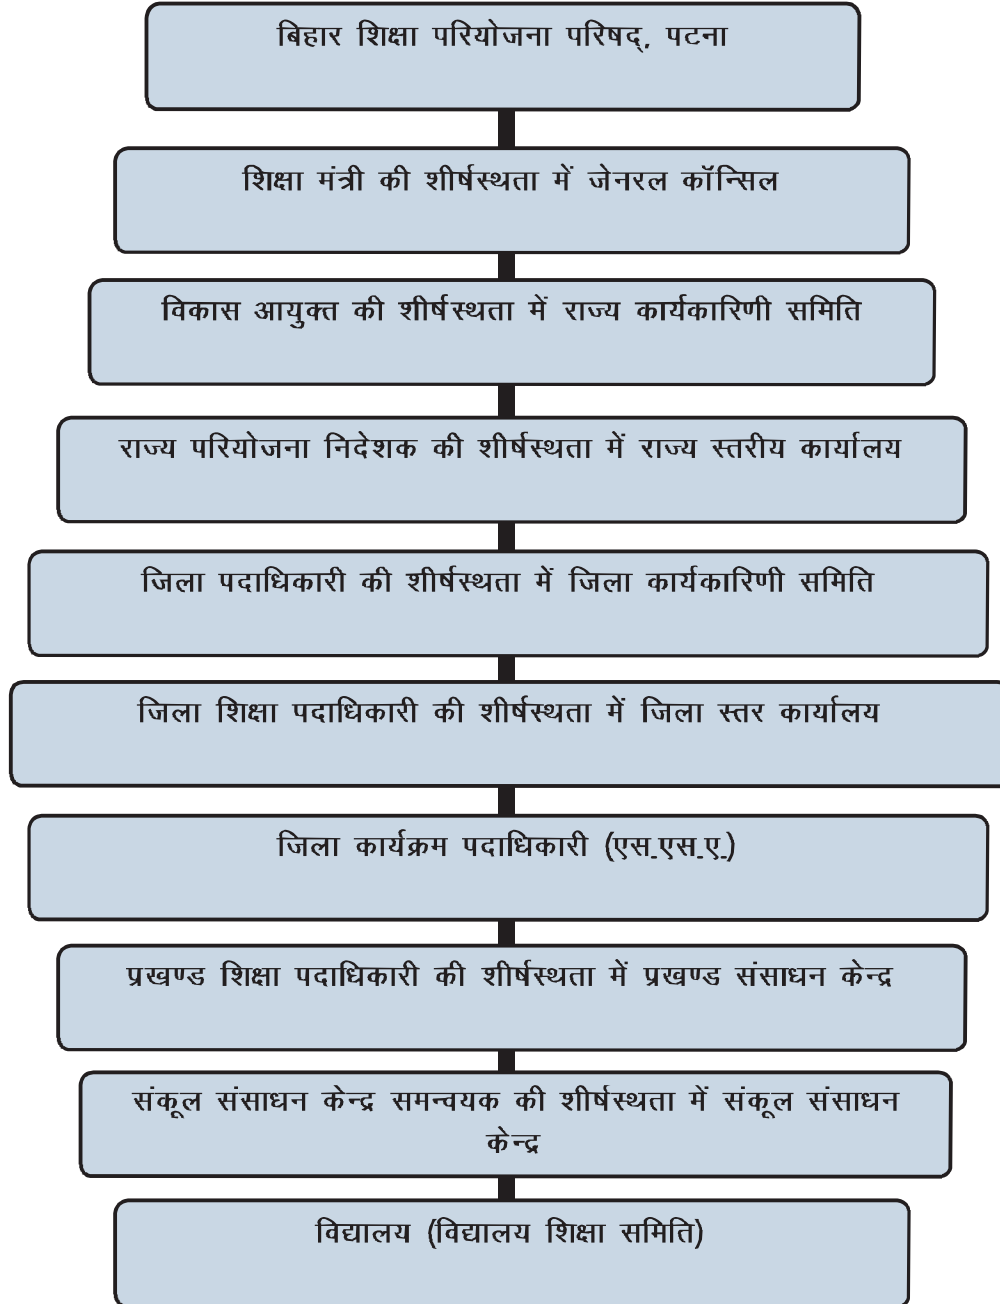 बिहार शिक्षा परियोजना परिषद्, पटना
शिक्षा मंत्री की शीर्षस्थता में जेनरल कॉन्सिल
विकास आयुक्त की शीर्षस्थता में राज्य कार्यकारिणी समिति
राज्य परियोजना निदेशक की शीर्षस्थता में राज्य स्तरीय कार्यालय
जिला पदाधिकारी की शीर्षस्थता में जिला कार्यकारिणी समिति
जिला शिक्षा पदाधिकारी की शीर्षस्थता में जिला स्तर कार्यालय
जिला कार्यक्रम पदाधिकारी (एस.एस.ए.)
प्रखण्ड शिक्षा पदाधिकारी की शीर्षस्थता में प्रखण्ड संसाधन केन्द्र
संकूल संसाधन केन्द्र समन्वयक की शीर्षस्थता में संकूल संसाधन
केन्द्र
विद्यालय (विद्यालय शिक्षा समिति)